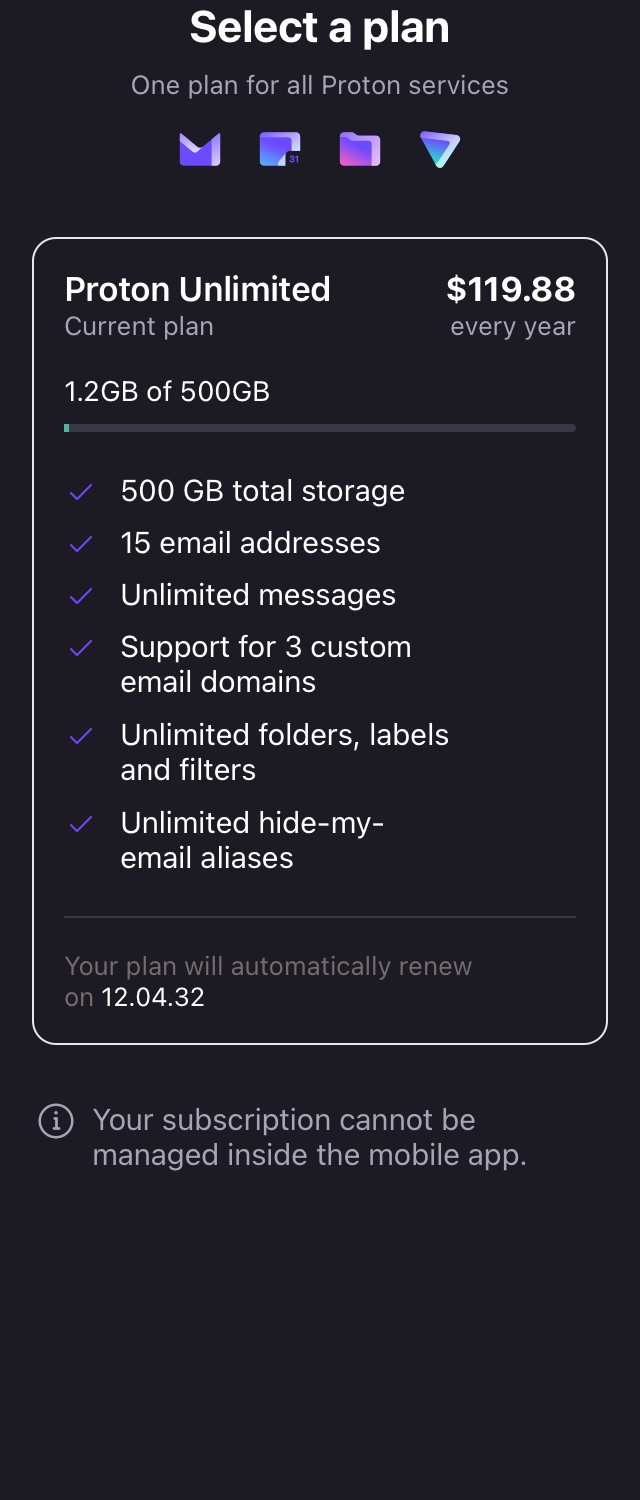 Select a plan
One plan for all Proton services
31
Proton Unlimited
$119.88
Current plan
every year
1.2GB of 500GB
500 GB total storage
15 email addresses
Unlimited messages
Support for 3 custom
email domains
Unlimited folders, labels
and filters
Unlimited hide-my-
email aliases
Your plan will automatically renew
on 12.04.32
Your subscription cannot be
managed inside the mobile app.